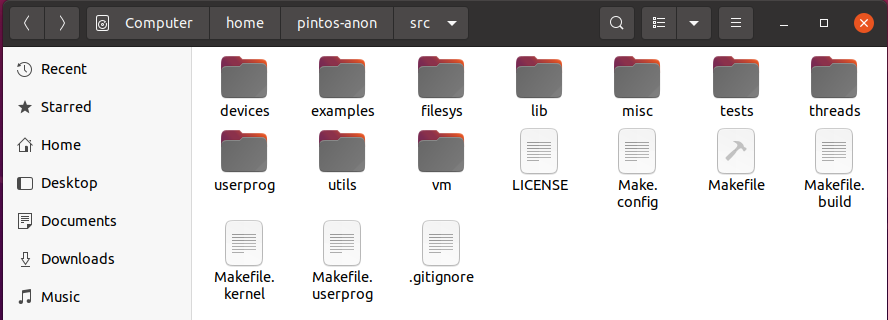 Computer home pintos-anon src
Recent
Starred
Home
Desktop
Documents
Downloads
Music
devices examples filesys lib misc tests threads
userprog utils vm LICENSE Make. Makefile Makefile.
config build
Makefile. Makefile. .gitignore
kernel userprog